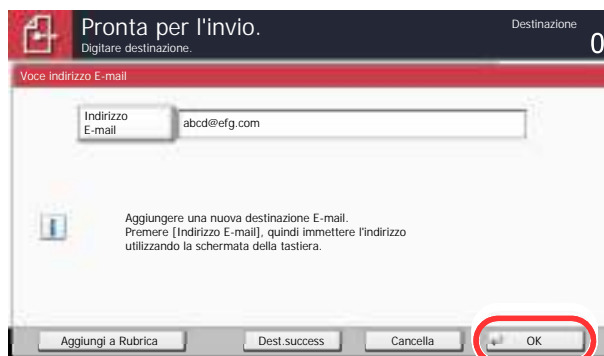 Pronta per l'invio.
Destinazione
Digitare destinazione.
0
Voce indirizzo E-mail
Indirizzo
E-mail
abcd@efg.com
Aggiungere una nuova destinazione E-mail.
Premere [Indirizzo E-mail], quindi immettere l'indirizzo
utilizzando la schermata della tastiera.
Aggiungi a Rubrica
Dest.success
Cancella
OK